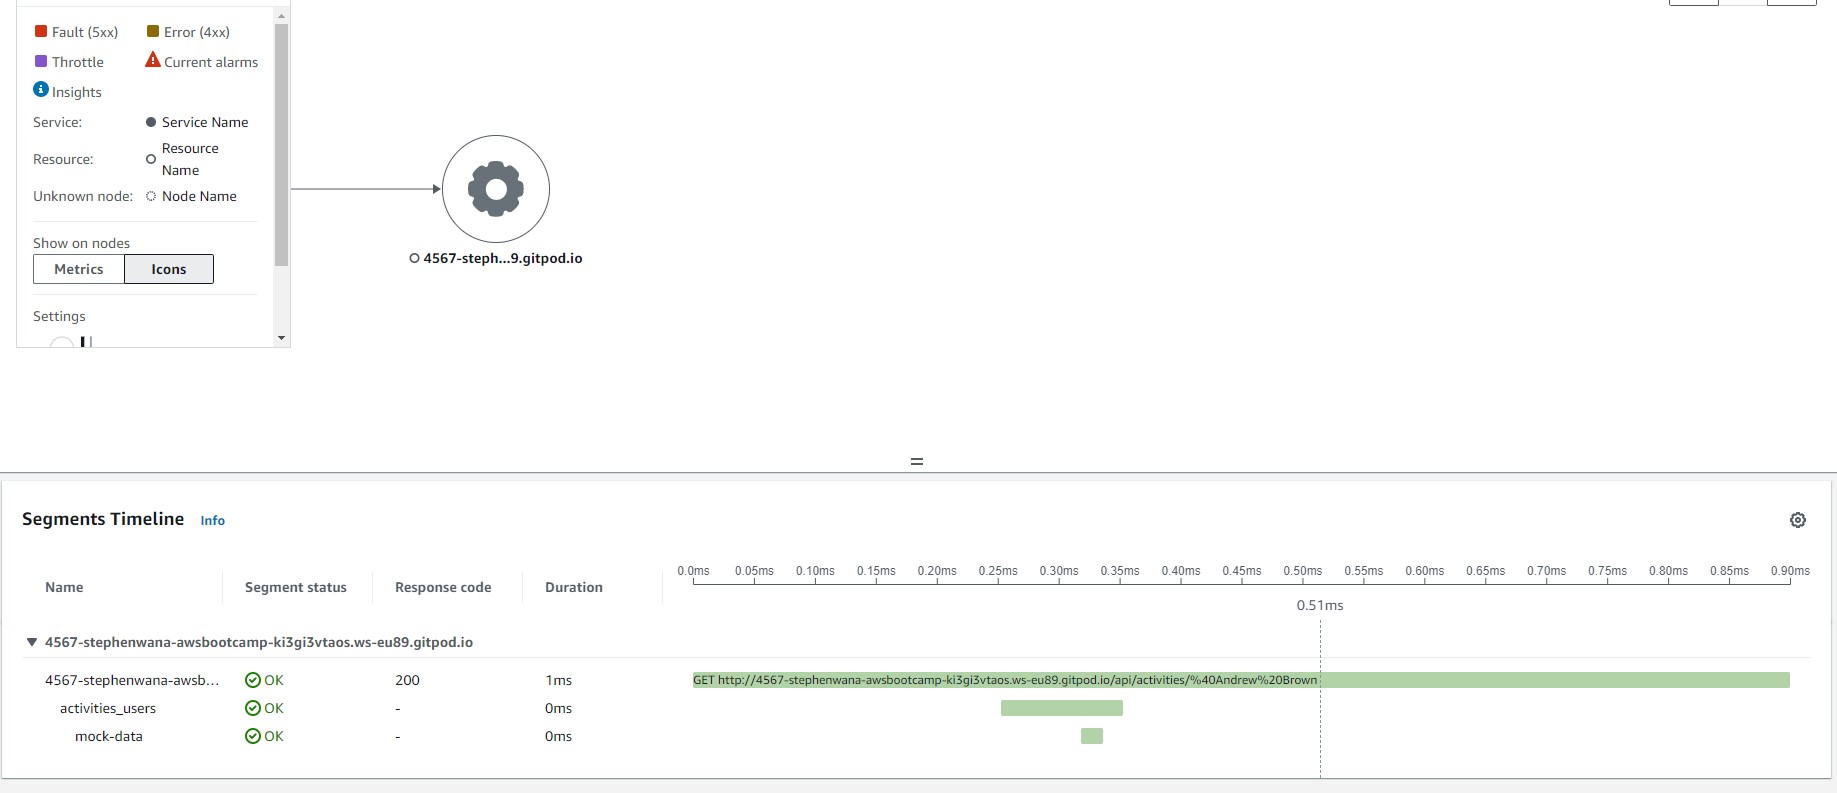 Fault (5xx) Error (4xx)
Throttle Current alarms
Insights
Service: Service Name
Resource: Resource Name
Unknown node: Node Name
Show on nodes
Metrics Icons
Settings
4567-steph...9.gitpod.io
Segments Timeline Info
Name Segment status Response code Duration
0.0ms 0.05ms 0.10ms 0.15ms 0.20ms 0.25ms 0.30ms 0.35ms 0.40ms 0.45ms 0.50ms 0.55ms 0.60ms 0.65ms 0.70ms 0.75ms 0.80ms 0.85ms 0.90ms
0.51ms
4567-stephenwana-awsbootcamp-ki3gi3vtaos.ws-eu89.gitpod.io
4567-stephenwana-awsb... OK 200 1ms GET http://4567-stephenwana-awsbootcamp-ki3gi3vtaos.ws-eu89.gitpod.io/api/activities/%40Andrew%20Brown
activities_users OK - 0ms
mock-data OK - 0ms